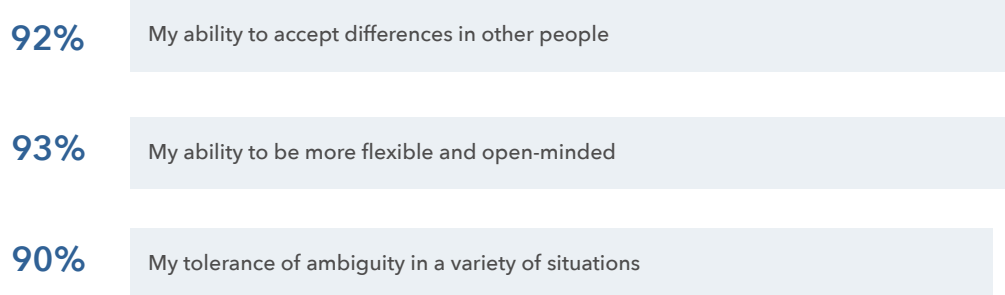 92% My ability to accept differences in other people
93% My ability to be more flexible and open-minded
90% My tolerance of ambiguity in a variety of situations